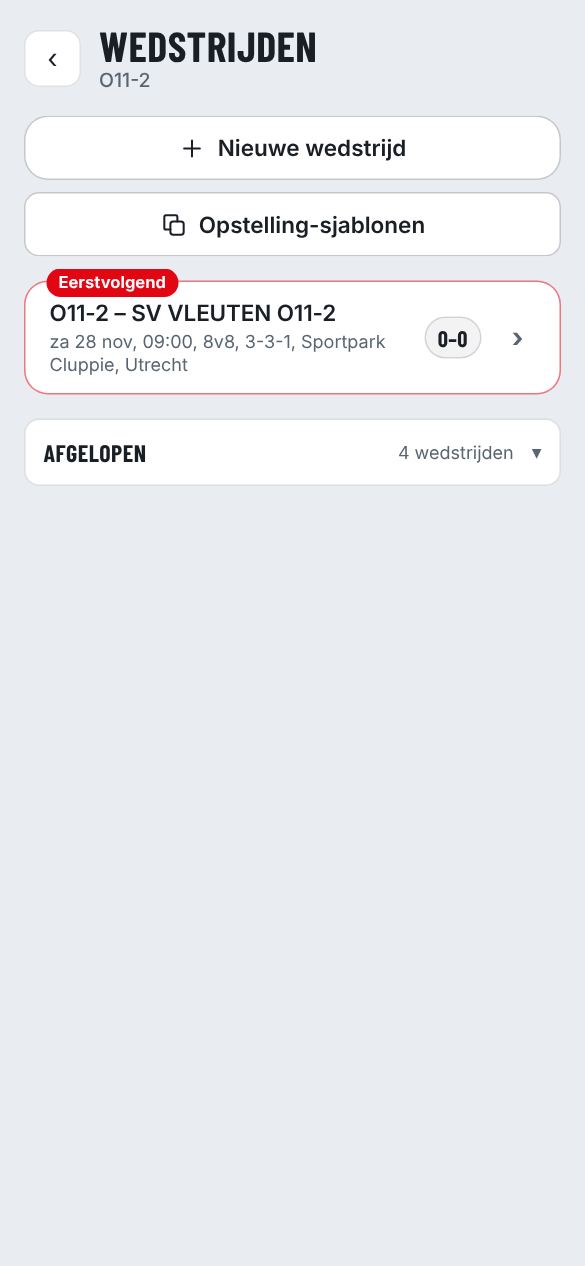 ‹
WEDSTRIJDEN
O11-2
+ Nieuwe wedstrijd
Opstelling-sjablonen
Eerstvolgend
O11-2 – SV VLEUTEN O11-2
za 28 nov, 09:00, 8v8, 3-3-1, Sportpark
Cluppie, Utrecht
0-0 ›
AFGELOPEN
4 wedstrijden ▼